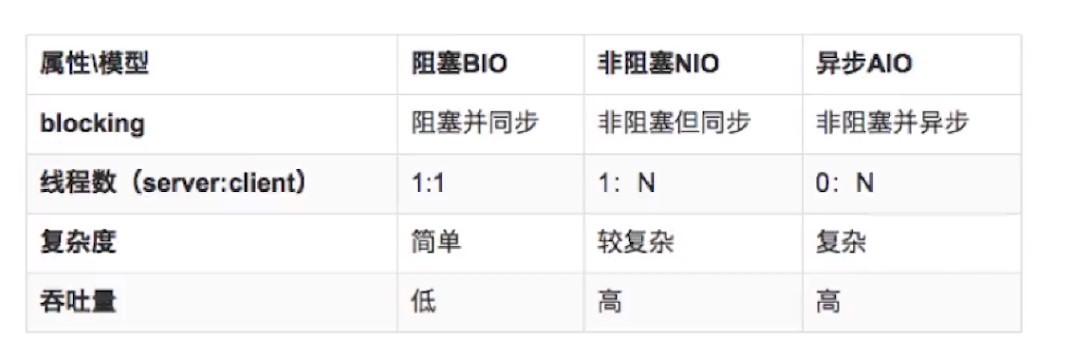 属性\模型 阻塞BIO 非阻塞NIO 异步AIO
blocking 阻塞并同步 非阻塞但同步 非阻塞并异步
线程数（server:client） 1:1 1：N 0：N
复杂度 简单 较复杂 复杂
吞吐量 低 高 高